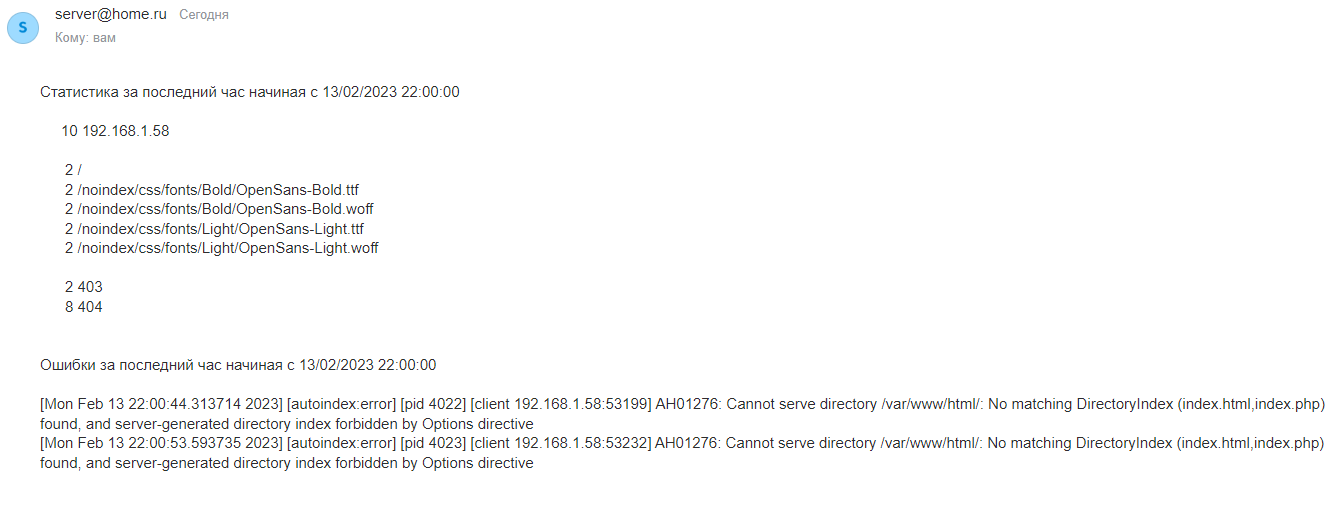 S
server@home.ru Сегодня
Кому: вам
Статистика за последний час начиная с 13/02/2023 22:00:00
10 192.168.1.58
2 /
2 /noindex/css/fonts/Bold/OpenSans-Bold.ttf
2 /noindex/css/fonts/Bold/OpenSans-Bold.woff
2 /noindex/css/fonts/Light/OpenSans-Light.ttf
2 /noindex/css/fonts/Light/OpenSans-Light.woff
2 403
8 404
Ошибки за последний час начиная с 13/02/2023 22:00:00
[Mon Feb 13 22:00:44.313714 2023] [autoindex:error] [pid 4022] [client 192.168.1.58:53199] AH01276: Cannot serve directory /var/www/html/: No matching DirectoryIndex (index.html,index.php)
found, and server-generated directory index forbidden by Options directive
[Mon Feb 13 22:00:53.593735 2023] [autoindex:error] [pid 4023] [client 192.168.1.58:53232] AH01276: Cannot serve directory /var/www/html/: No matching DirectoryIndex (index.html,index.php)
found, and server-generated directory index forbidden by Options directive